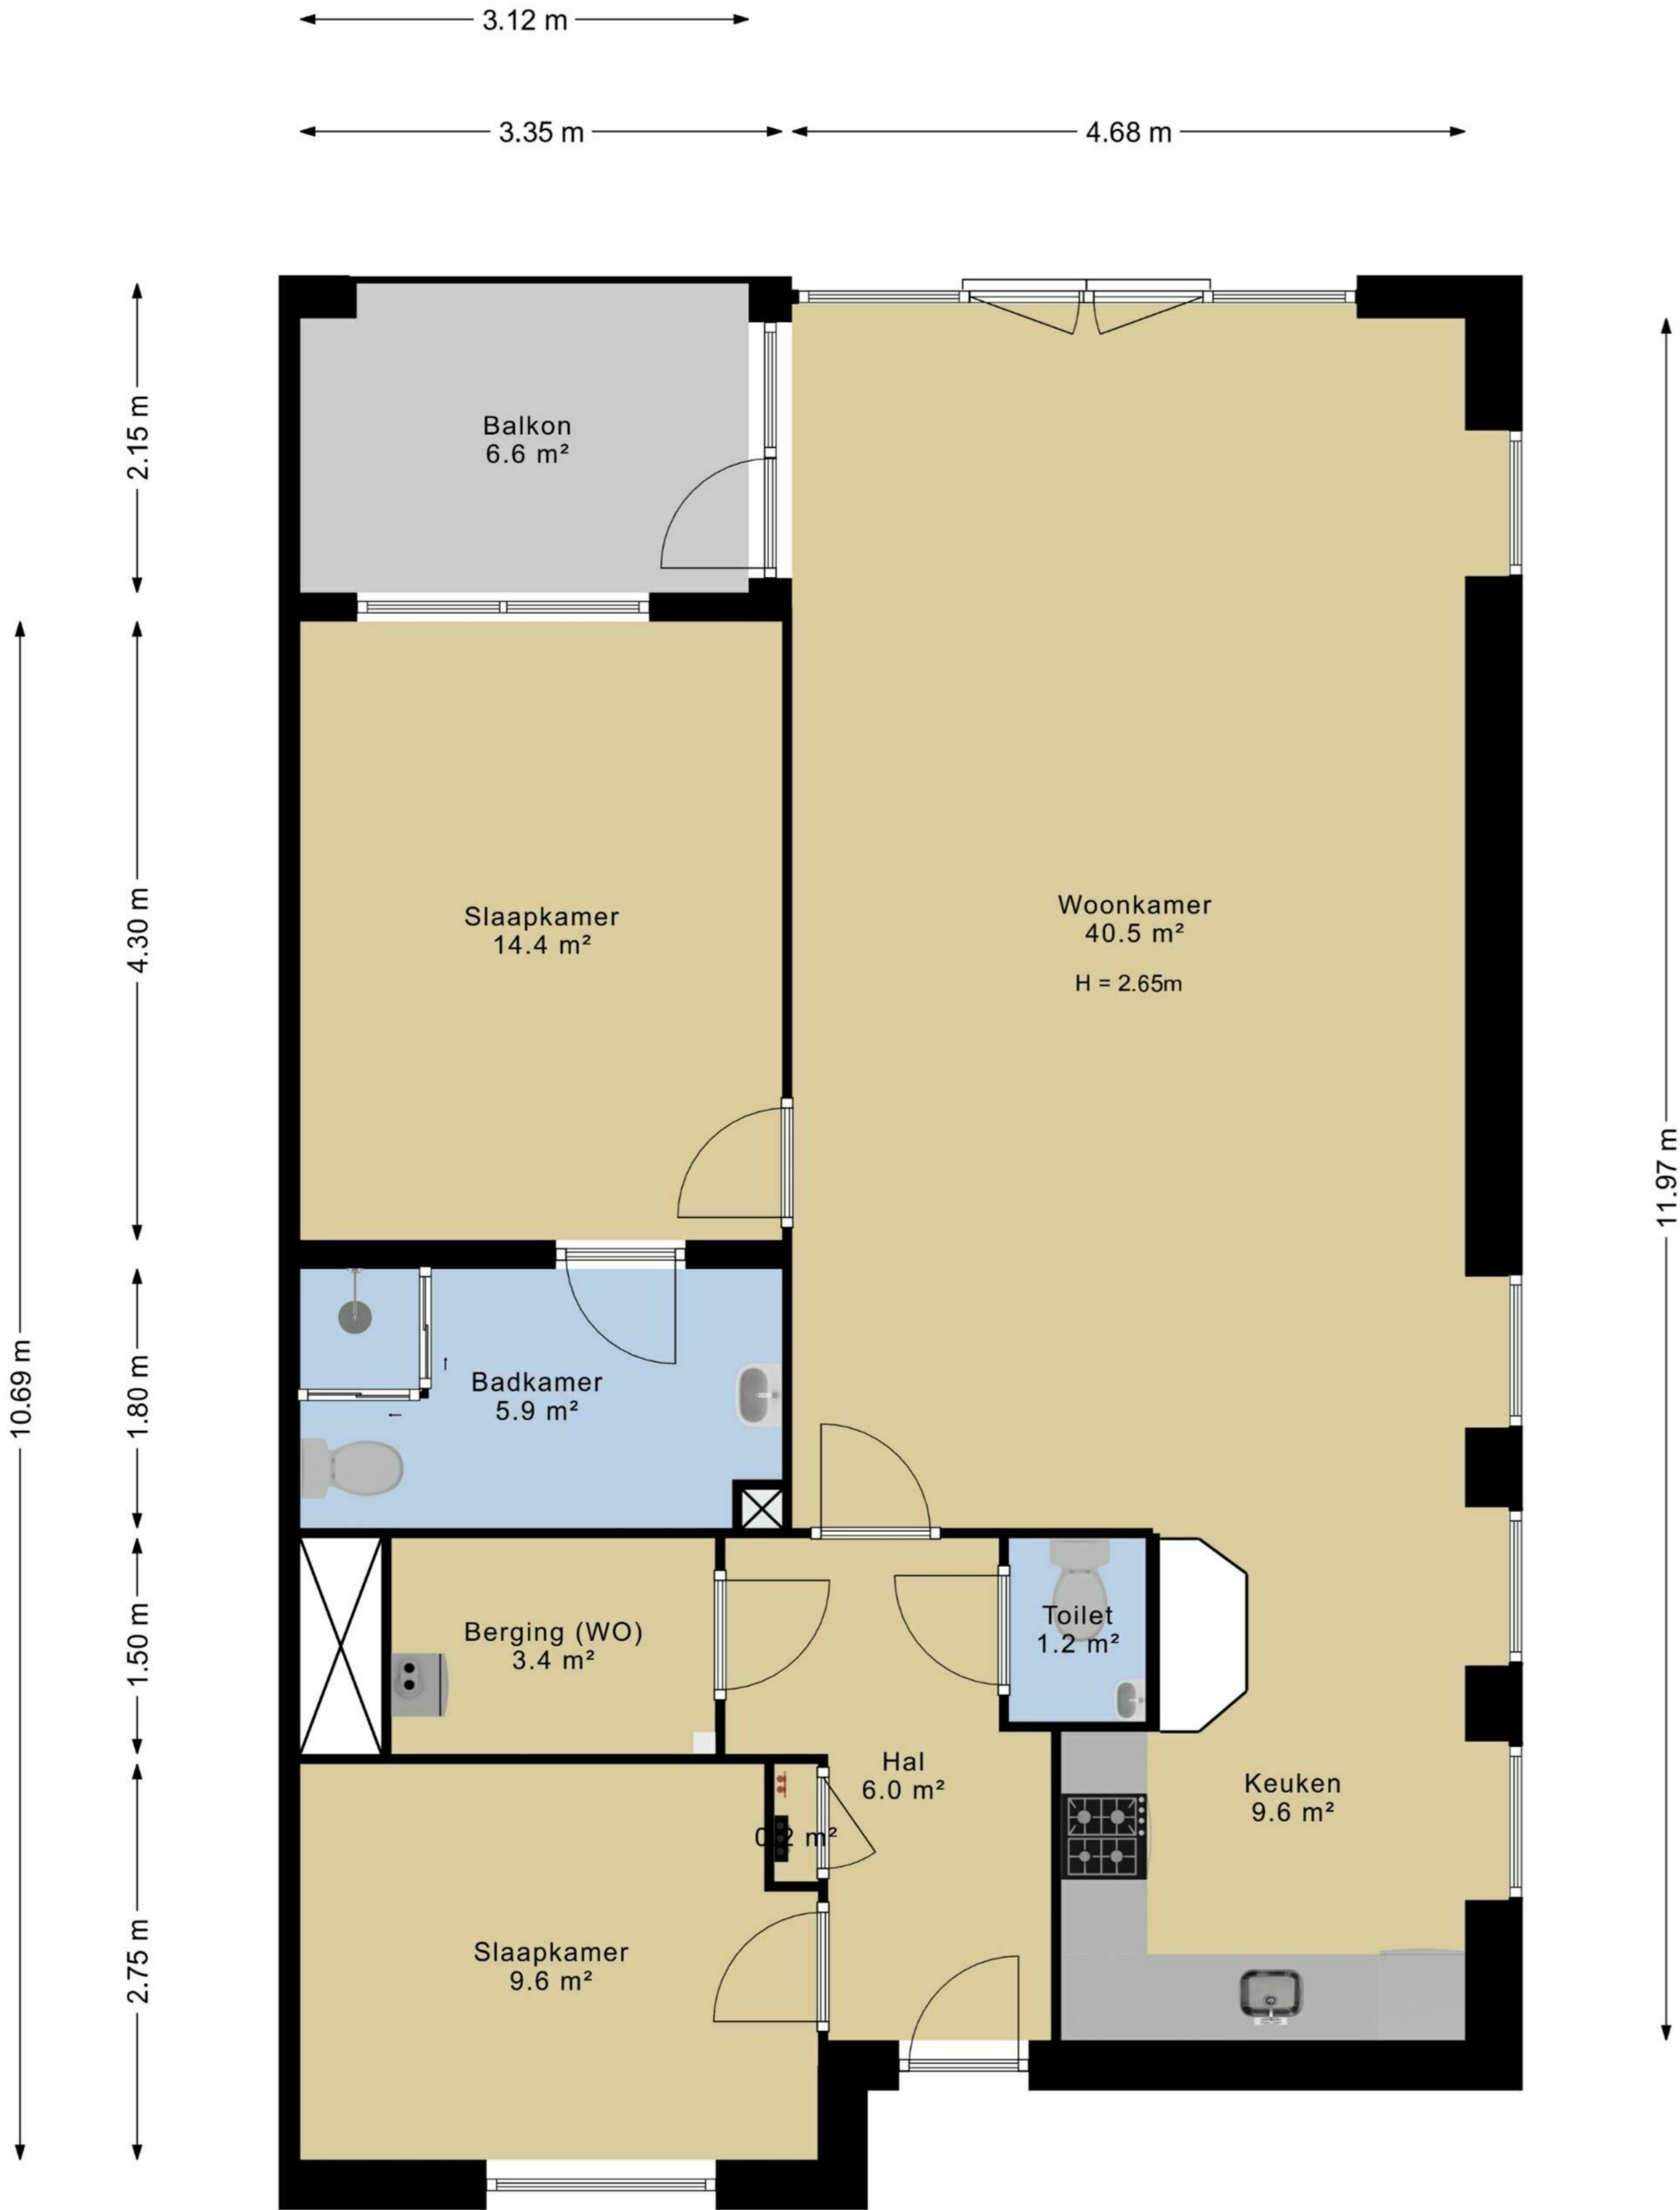 3.12 m
3.35 m
4.68 m
2.15 m
4.30 m
1.80 m
1.50 m
2.75 m
10.69 m
11.97 m
Balkon
6.6 m²
Slaapkamer
14.4 m²
Woonkamer
40.5 m²
H = 2.65m
Badkamer
5.9 m²
Berging (WO)
3.4 m²
Toilet
1.2 m²
Hal
6.0 m²
Keuken
9.6 m²
0.2 m²
Slaapkamer
9.6 m²